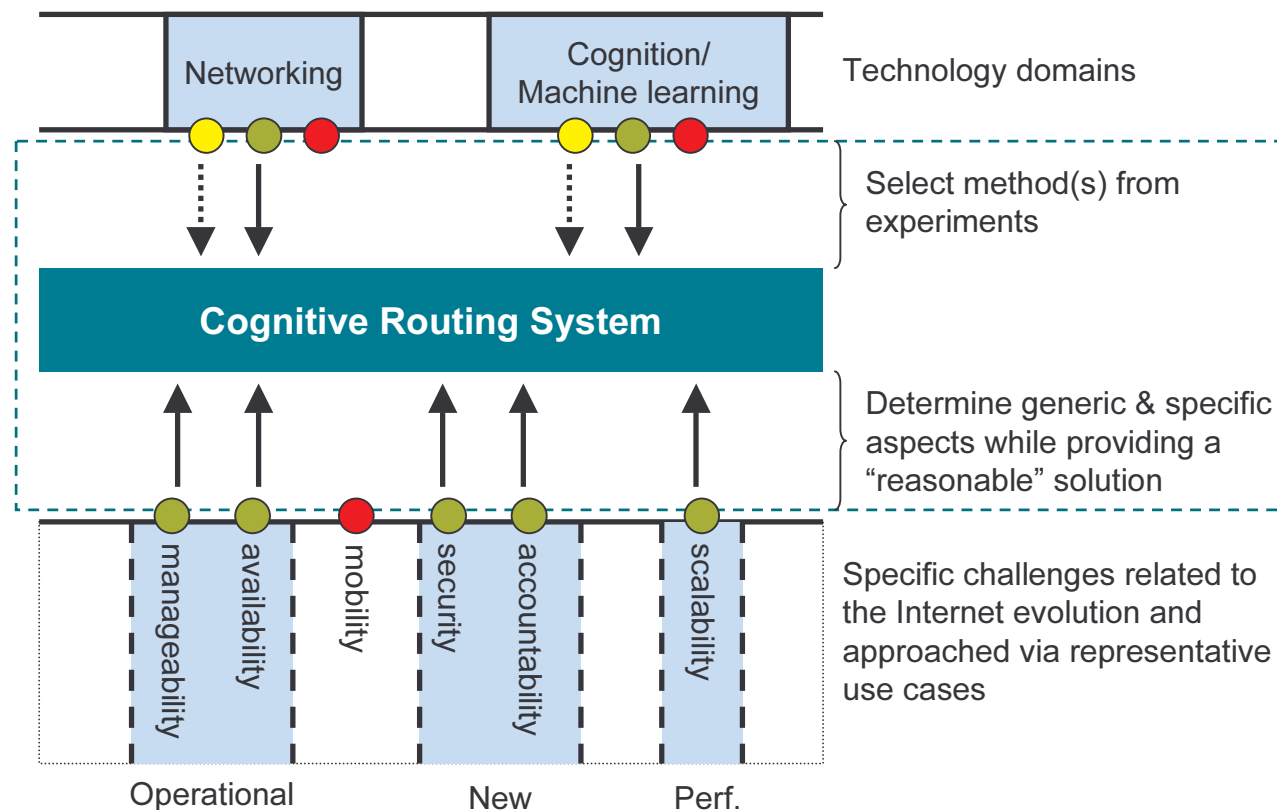 Networking
Cognition/
Machine learning
Technology domains
Select method(s) from
experiments
Cognitive Routing System
Determine generic & specific
aspects while providing a
“reasonable” solution
manageability
availability
mobility
security
accountability
scalability
Specific challenges related to
the Internet evolution and
approached via representative
use cases
Operational
New
Perf.